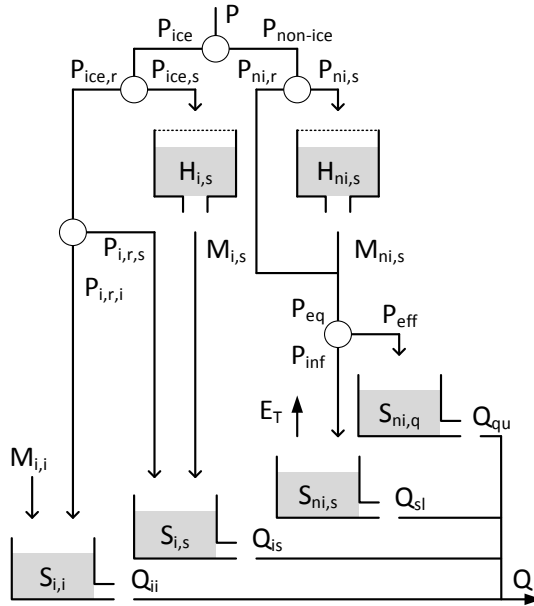 P
P_ice P_non-ice
P_ice,r P_ice,s P_ni,r P_ni,s
H_i,s H_ni,s
P_i,r,s M_i,s M_ni,s
P_i,r,i
P_eq P_eff
P_inf
E_T S_ni,q Q_qu
M_i,i
S_ni,s Q_sl
S_i,s Q_is
S_i,i Q_ii Q